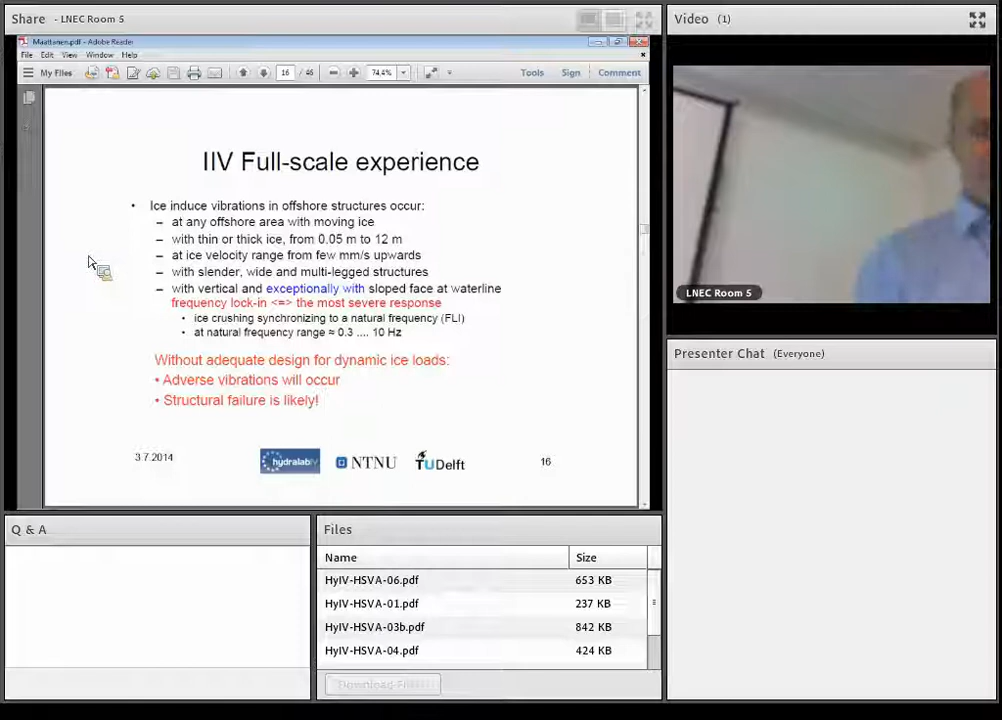 Share - LNEC Room 5
Maattanen.pdf - Adobe Reader
File Edit View Window Help
My Files
16 / 46
74,4%
Tools Sign Comment
IIV Full-scale experience
• Ice induce vibrations in offshore structures occur:
– at any offshore area with moving ice
– with thin or thick ice, from 0.05 m to 12 m
– at ice velocity range from few mm/s upwards
– with slender, wide and multi-legged structures
– with vertical and exceptionally with sloped face at waterline
frequency lock-in <=> the most severe response
• ice crushing synchronizing to a natural frequency (FLI)
• at natural frequency range ≈ 0.3 .... 10 Hz
Without adequate design for dynamic ice loads:
• Adverse vibrations will occur
• Structural failure is likely!
3.7.2014
hydralab IV
NTNU
TU Delft
16
Video (1)
LNEC Room 5
Presenter Chat (Everyone)
Q & A
Files
Name Size
HyIV-HSVA-06.pdf 653 KB
HyIV-HSVA-01.pdf 237 KB
HyIV-HSVA-03b.pdf 842 KB
HyIV-HSVA-04.pdf 424 KB